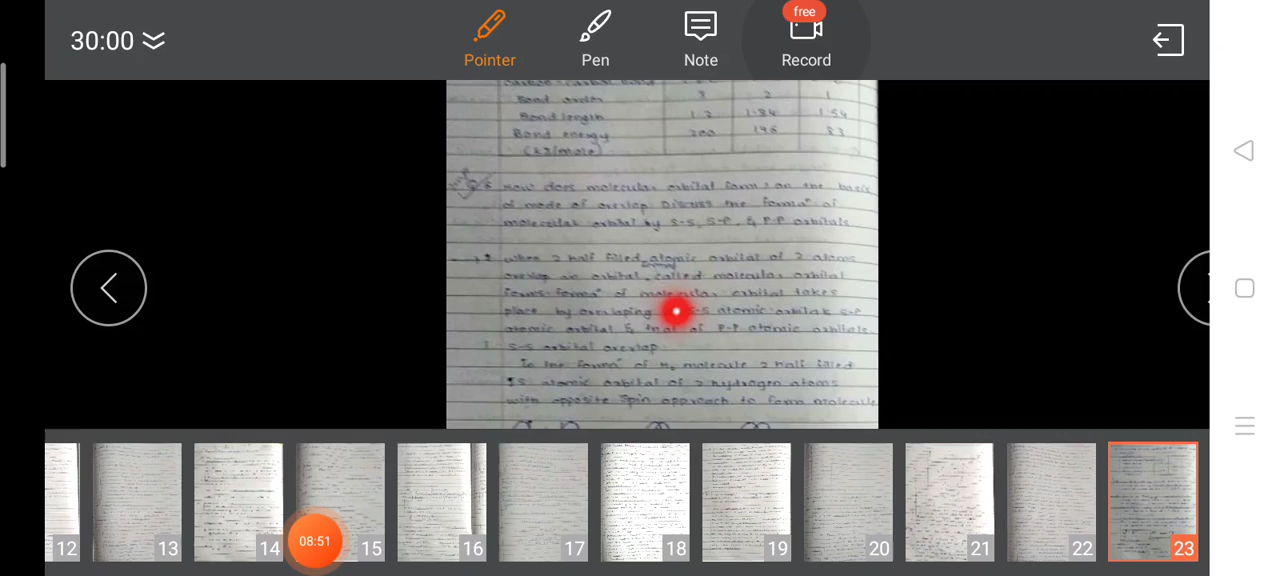 30:00
Pointer
Pen
Note
free
Record
Bond order 3 2 1
Bond length 1.2 1.34 1.54
Bond energy 200 146 83
(kJ/mole)
How does molecular orbital form? on the basis
of mode of overlap Discuss the formaⁿ of
molecular orbital by s-s, s-p, & p-p orbitals
when 2 half filled atomic orbital of 2 atoms
overlap an orbital called molecular orbital
forms. formaⁿ of molecular orbital takes
place by overlaping s-s atomic orbital s-p
atomic orbital & that of p-p atomic orbitals.
s-s orbital overlap
In the formaⁿ of H₂ molecule 2 half filled
1s atomic orbital of 2 hydrogen atoms
with opposite spin approach to form molecule
12
13
14
08:51
15
16
17
18
19
20
21
22
23